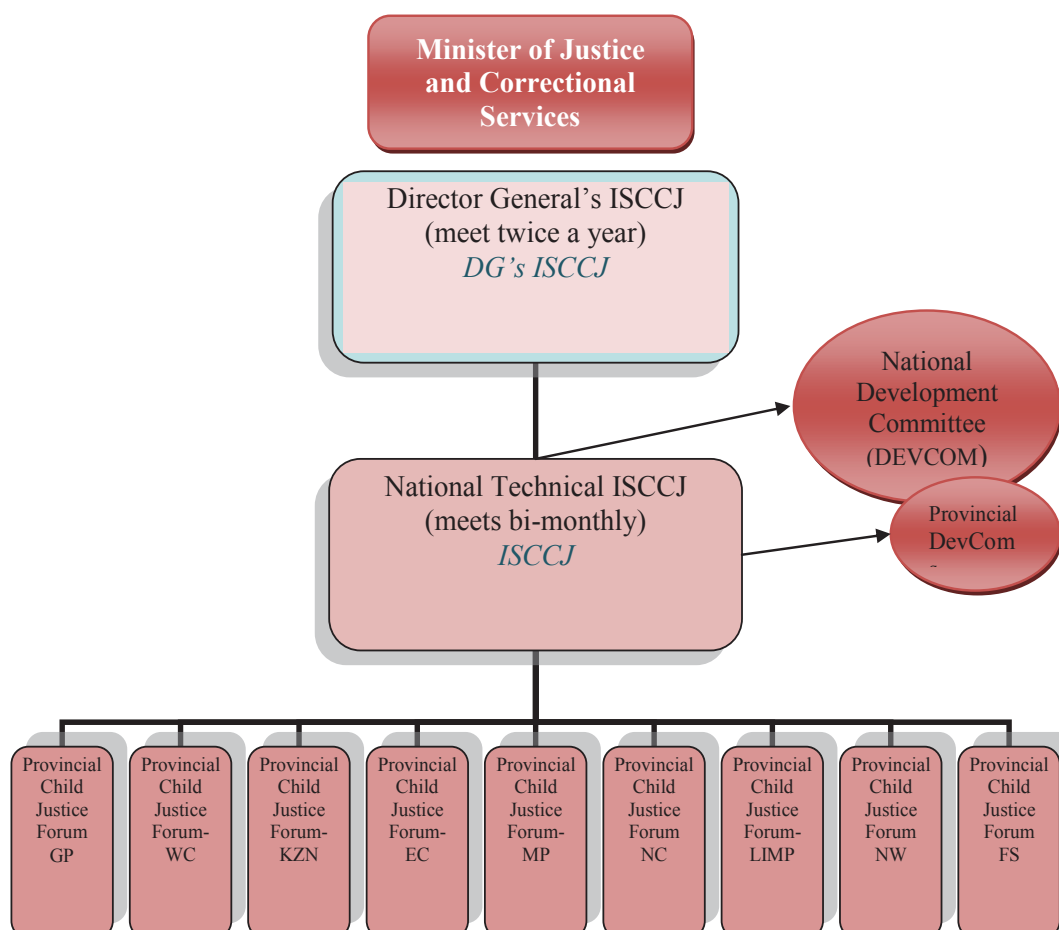 Minister of Justice
and Correctional
Services
Director General’s ISCCJ
(meet twice a year)
DG’s ISCCJ
National
Development
Committee
(DEVCOM)
National Technical ISCCJ
(meets bi-monthly)
ISCCJ
Provincial
DevCom
s
Provincial
Child
Justice
Forum
GP
Provincial
Child
Justice
Forum-
WC
Provincial
Child
Justice
Forum-
KZN
Provincial
Child
Justice
Forum-
EC
Provincial
Child
Justice
Forum-
MP
Provincial
Child
Justice
Forum
NC
Provincial
Child
Justice
Forum-
LIMP
Provincial
Child
Justice
Forum
NW
Provincial
Child
Justice
Forum
FS